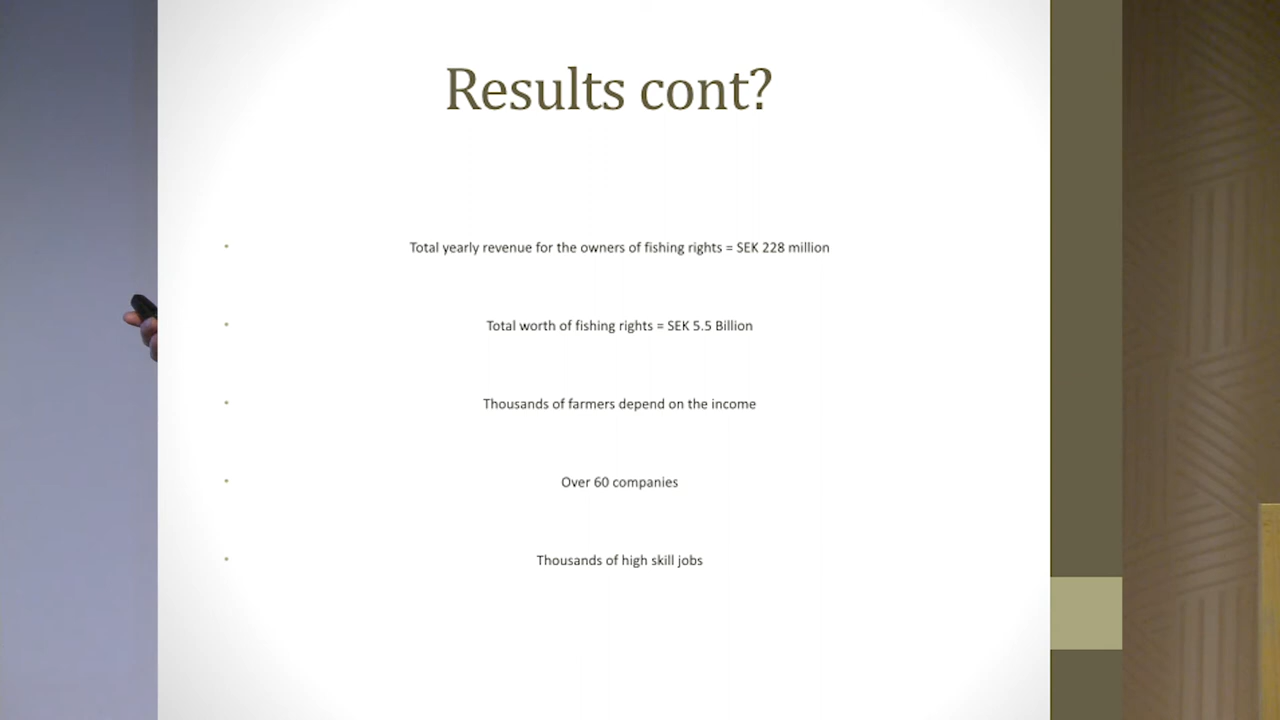 Results cont?
• Total yearly revenue for the owners of fishing rights = SEK 228 million
• Total worth of fishing rights = SEK 5.5 Billion
• Thousands of farmers depend on the income
• Over 60 companies
• Thousands of high skill jobs